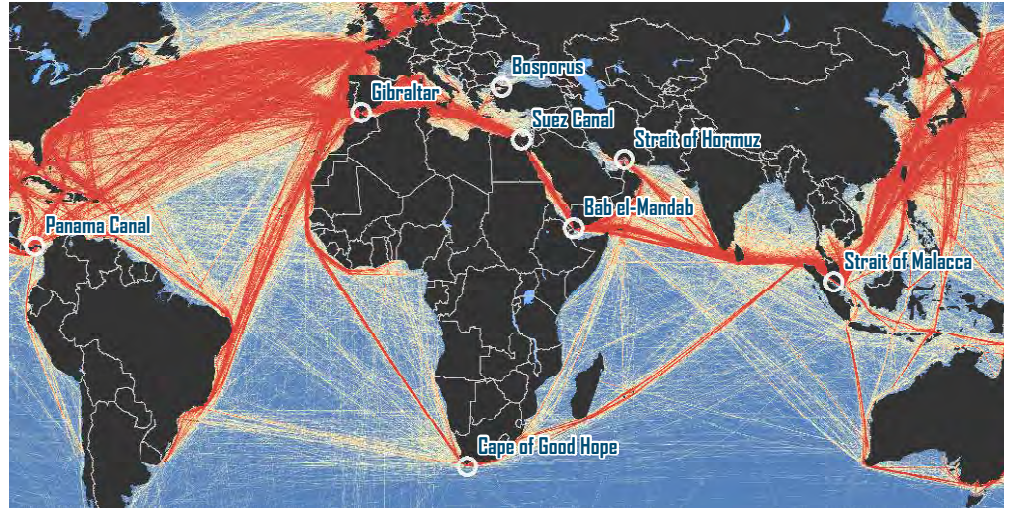 Bosporus
Gibraltar
Suez Canal
Strait of Hormuz
Bab el-Mandab
Panama Canal
Strait of Malacca
Cape of Good Hope